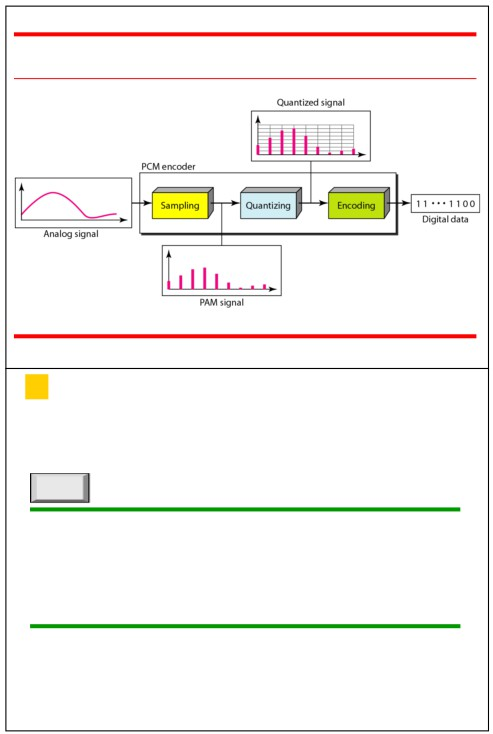 Quantized signal
PCM encoder
Sampling
Quantizing
Encoding
11•••1100
Digital data
Analog signal
PAM signal